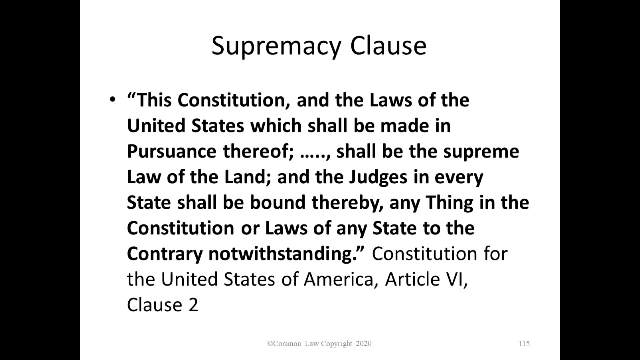 Supremacy Clause
• “This Constitution, and the Laws of the
United States which shall be made in
Pursuance thereof; ….., shall be the supreme
Law of the Land; and the Judges in every
State shall be bound thereby, any Thing in the
Constitution or Laws of any State to the
Contrary notwithstanding.” Constitution for
the United States of America, Article VI,
Clause 2
©Common Law Copyright 2020
115